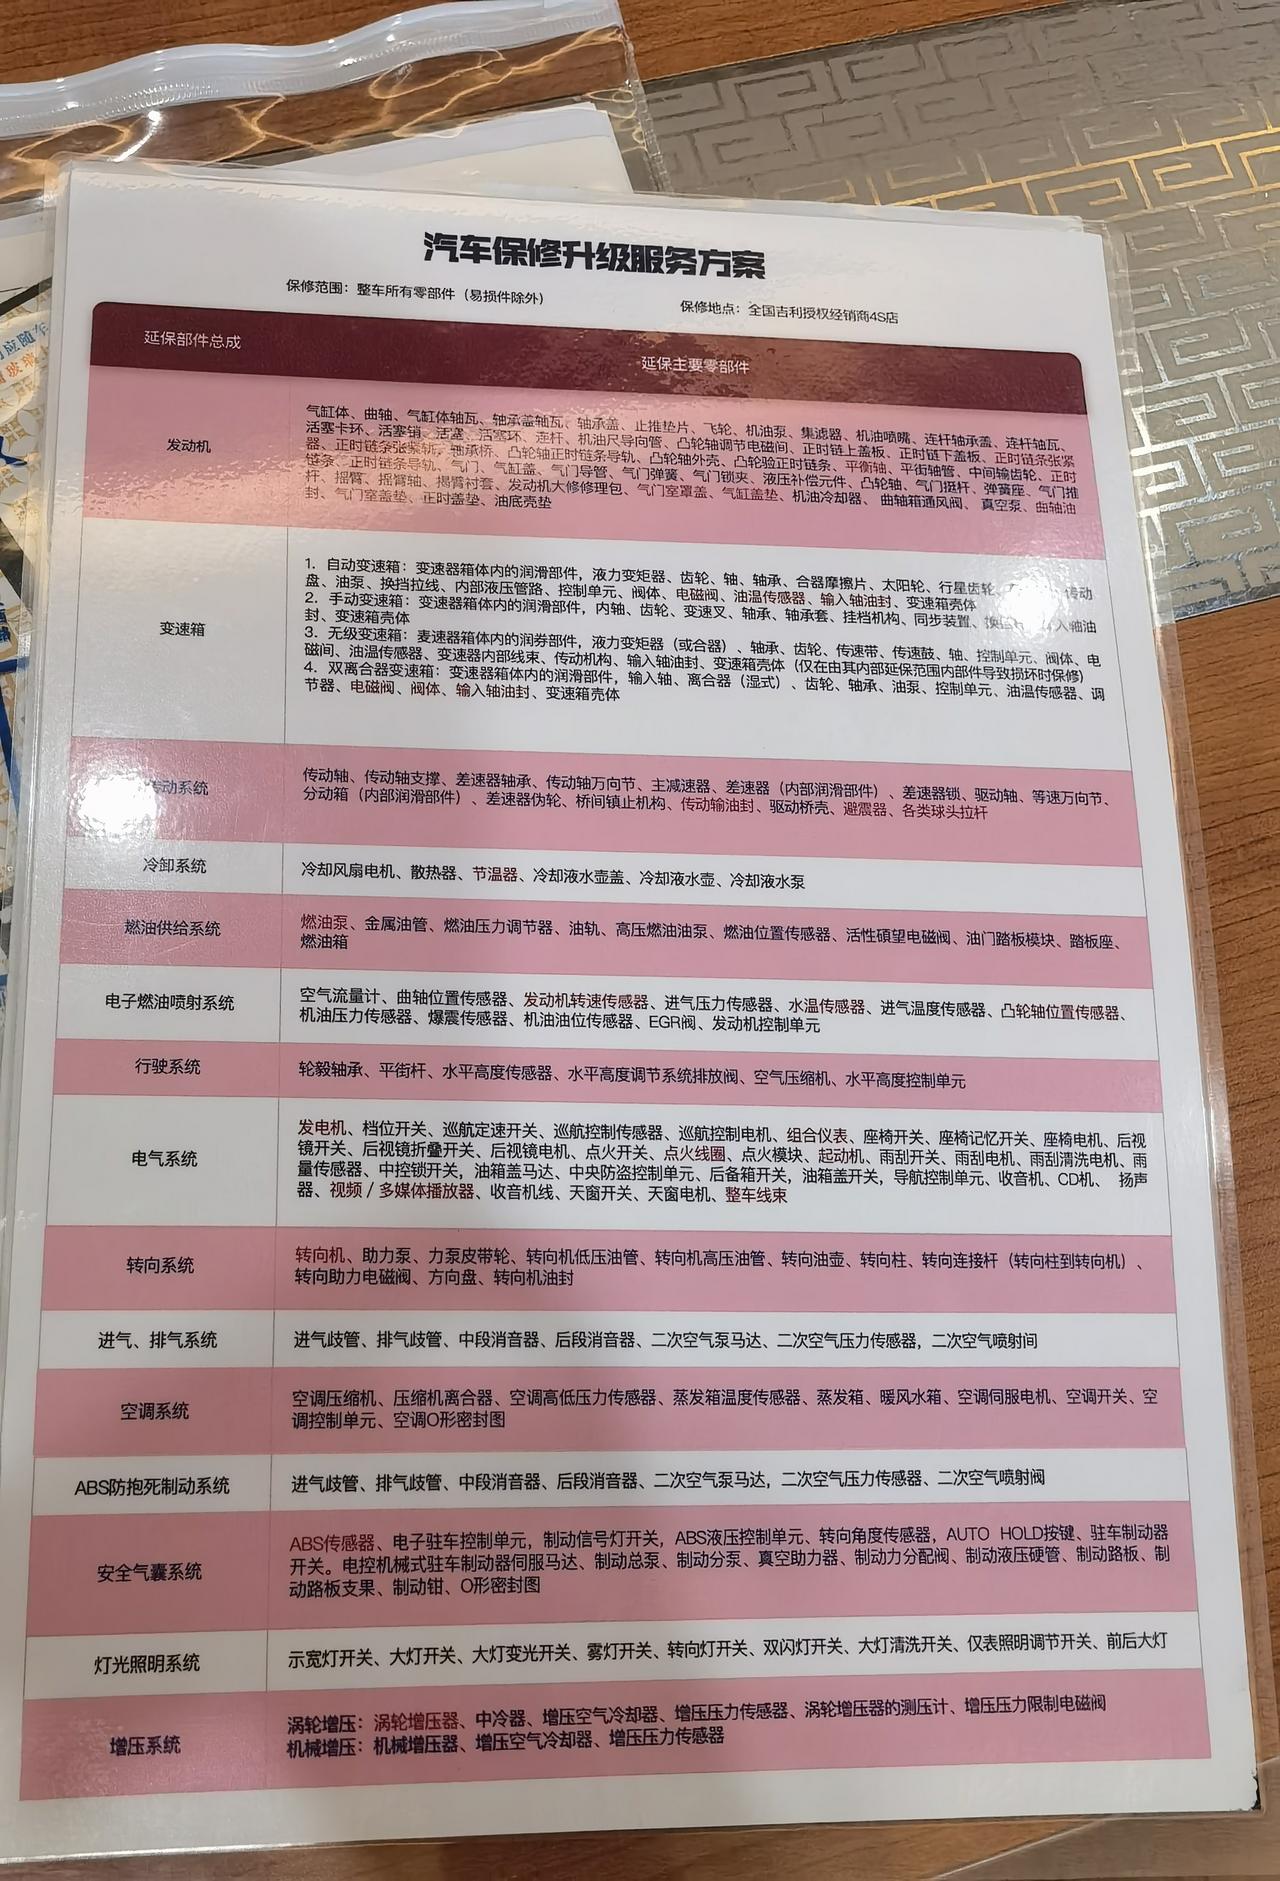 汽车保修升级服务方案
保修范围：整车所有零部件（易损件除外）
保修地点：全国吉利授权经销商4S店
延保部件总成
延保主要零部件
发动机
气缸体、曲轴、气缸体轴瓦、轴承盖轴瓦、轴承盖、止推垫片、飞轮、机油泵、集滤器、机油喷嘴、连杆轴承盖、连杆轴瓦、
活塞卡环、活塞销、活塞、活塞环、连杆、机油尺导向管、凸轮轴调节电磁间、正时链上盖板、正时链下盖板、正时链条张紧
器、正时链条张紧轨、轴承桥、凸轮轴正时链条导轨、凸轮轴外壳、凸轮验正时链条、平衡轴、平街轴管、中间输齿轮、正时
链条、正时链条导轨、气门、气缸盖、气门导管、气门弹簧、气门锁夹、液压补偿元件、凸轮轴、气门挺杆、弹簧座、气门推
杆、摇臂、摇臂轴、揭臂衬套、发动机大修修理包、气门室罩盖、气缸盖垫、机油冷却器、曲轴箱通风阀、真空泵、曲轴油
封、气门室盖垫、正时盖垫、油底壳垫
变速箱
1. 自动变速箱：变速器箱体内的润滑部件，液力变矩器、齿轮、轴、轴承、合器摩擦片、太阳轮、行星齿轮、传动
盘、油泵、换挡拉线、内部液压管路、控制单元、阀体、电磁阀、油温传感器、输入轴油封、变速箱壳体
2. 手动变速箱：变速器箱体内的润滑部件，内轴、齿轮、变速叉、轴承、轴承套、挂档机构、同步装置、入轴油
封、变速箱壳体
3. 无级变速箱：麦速器箱体内的润券部件，液力变矩器（或合器）、轴承、齿轮、传速带、传速鼓、轴、控制单元、阀体、电
磁间、油温传感器、变速器内部线束、传动机构、输入轴油封、变速箱壳体（仅在由其内部延保范围内部件导致损坏时保修）
4. 双离合器变速箱：变速器箱体内的润滑部件，输入轴、离合器（湿式）、齿轮、轴承、油泵、控制单元、油温传感器、调
节器、电磁阀、阀体、输入轴油封、变速箱壳体
传动系统
传动轴、传动轴支撑、差速器轴承、传动轴万向节、主减速器、差速器（内部润滑部件）、差速器锁、驱动轴、等速万向节、
分动箱（内部润滑部件）、差速器伪轮、桥间镇止机构、传动输油封、驱动桥壳、避震器、各类球头拉杆
冷卸系统
冷却风扇电机、散热器、节温器、冷却液水壶盖、冷却液水壶、冷却液水泵
燃油供给系统
燃油泵、金属油管、燃油压力调节器、油轨、高压燃油油泵、燃油位置传感器、活性碩望电磁阀、油门踏板模块、踏板座、
燃油箱
电子燃油喷射系统
空气流量计、曲轴位置传感器、发动机转速传感器、进气压力传感器、水温传感器、进气温度传感器、凸轮轴位置传感器、
机油压力传感器、爆震传感器、机油油位传感器、EGR阀、发动机控制单元
行驶系统
轮毅轴承、平街杆、水平高度传感器、水平高度调节系统排放阀、空气压缩机、水平高度控制单元
电气系统
发电机、档位开关、巡航定速开关、巡航控制传感器、巡航控制电机、组合仪表、座椅开关、座椅记忆开关、座椅电机、后视
镜开关、后视镜折叠开关、后视镜电机、点火开关、点火线圈、点火模块、起动机、雨刮开关、雨刮电机、雨刮清洗电机、雨
量传感器、中控锁开关，油箱盖马达、中央防盗控制单元、后备箱开关，油箱盖开关，导航控制单元、收音机、CD机、 扬声
器、视频 / 多媒体播放器、收音机线、天窗开关、天窗电机、整车线束
转向系统
转向机、助力泵、力泵皮带轮、转向机低压油管、转向机高压油管、转向油壶、转向柱、转向连接杆（转向柱到转向机）、
转向助力电磁阀、方向盘、转向机油封
进气、排气系统
进气歧管、排气歧管、中段消音器、后段消音器、二次空气泵马达、二次空气压力传感器，二次空气喷射间
空调系统
空调压缩机、压缩机离合器、空调高低压力传感器、蒸发箱温度传感器、蒸发箱、暖风水箱、空调伺服电机、空调开关、空
调控制单元、空调O形密封图
ABS防抱死制动系统
进气歧管、排气歧管、中段消音器、后段消音器、二次空气泵马达，二次空气压力传感器、二次空气喷射阀
安全气囊系统
ABS传感器、电子驻车控制单元，制动信号灯开关，ABS液压控制单元、转向角度传感器，AUTO HOLD按键、驻车制动器
开关。电控机械式驻车制动器伺服马达、制动总泵、制动分泵、真空助力器、制动力分配阀、制动液压硬管、制动路板、制
动路板支果、制动钳、O形密封图
灯光照明系统
示宽灯开关、大灯开关、大灯变光开关、雾灯开关、转向灯开关、双闪灯开关、大灯清洗开关、仅表照明调节开关、前后大灯
增压系统
涡轮增压：涡轮增压器、中冷器、增压空气冷却器、增压压力传感器、涡轮增压器的测压计、增压压力限制电磁阀
机械增压：机械增压器、增压空气冷却器、增压压力传感器